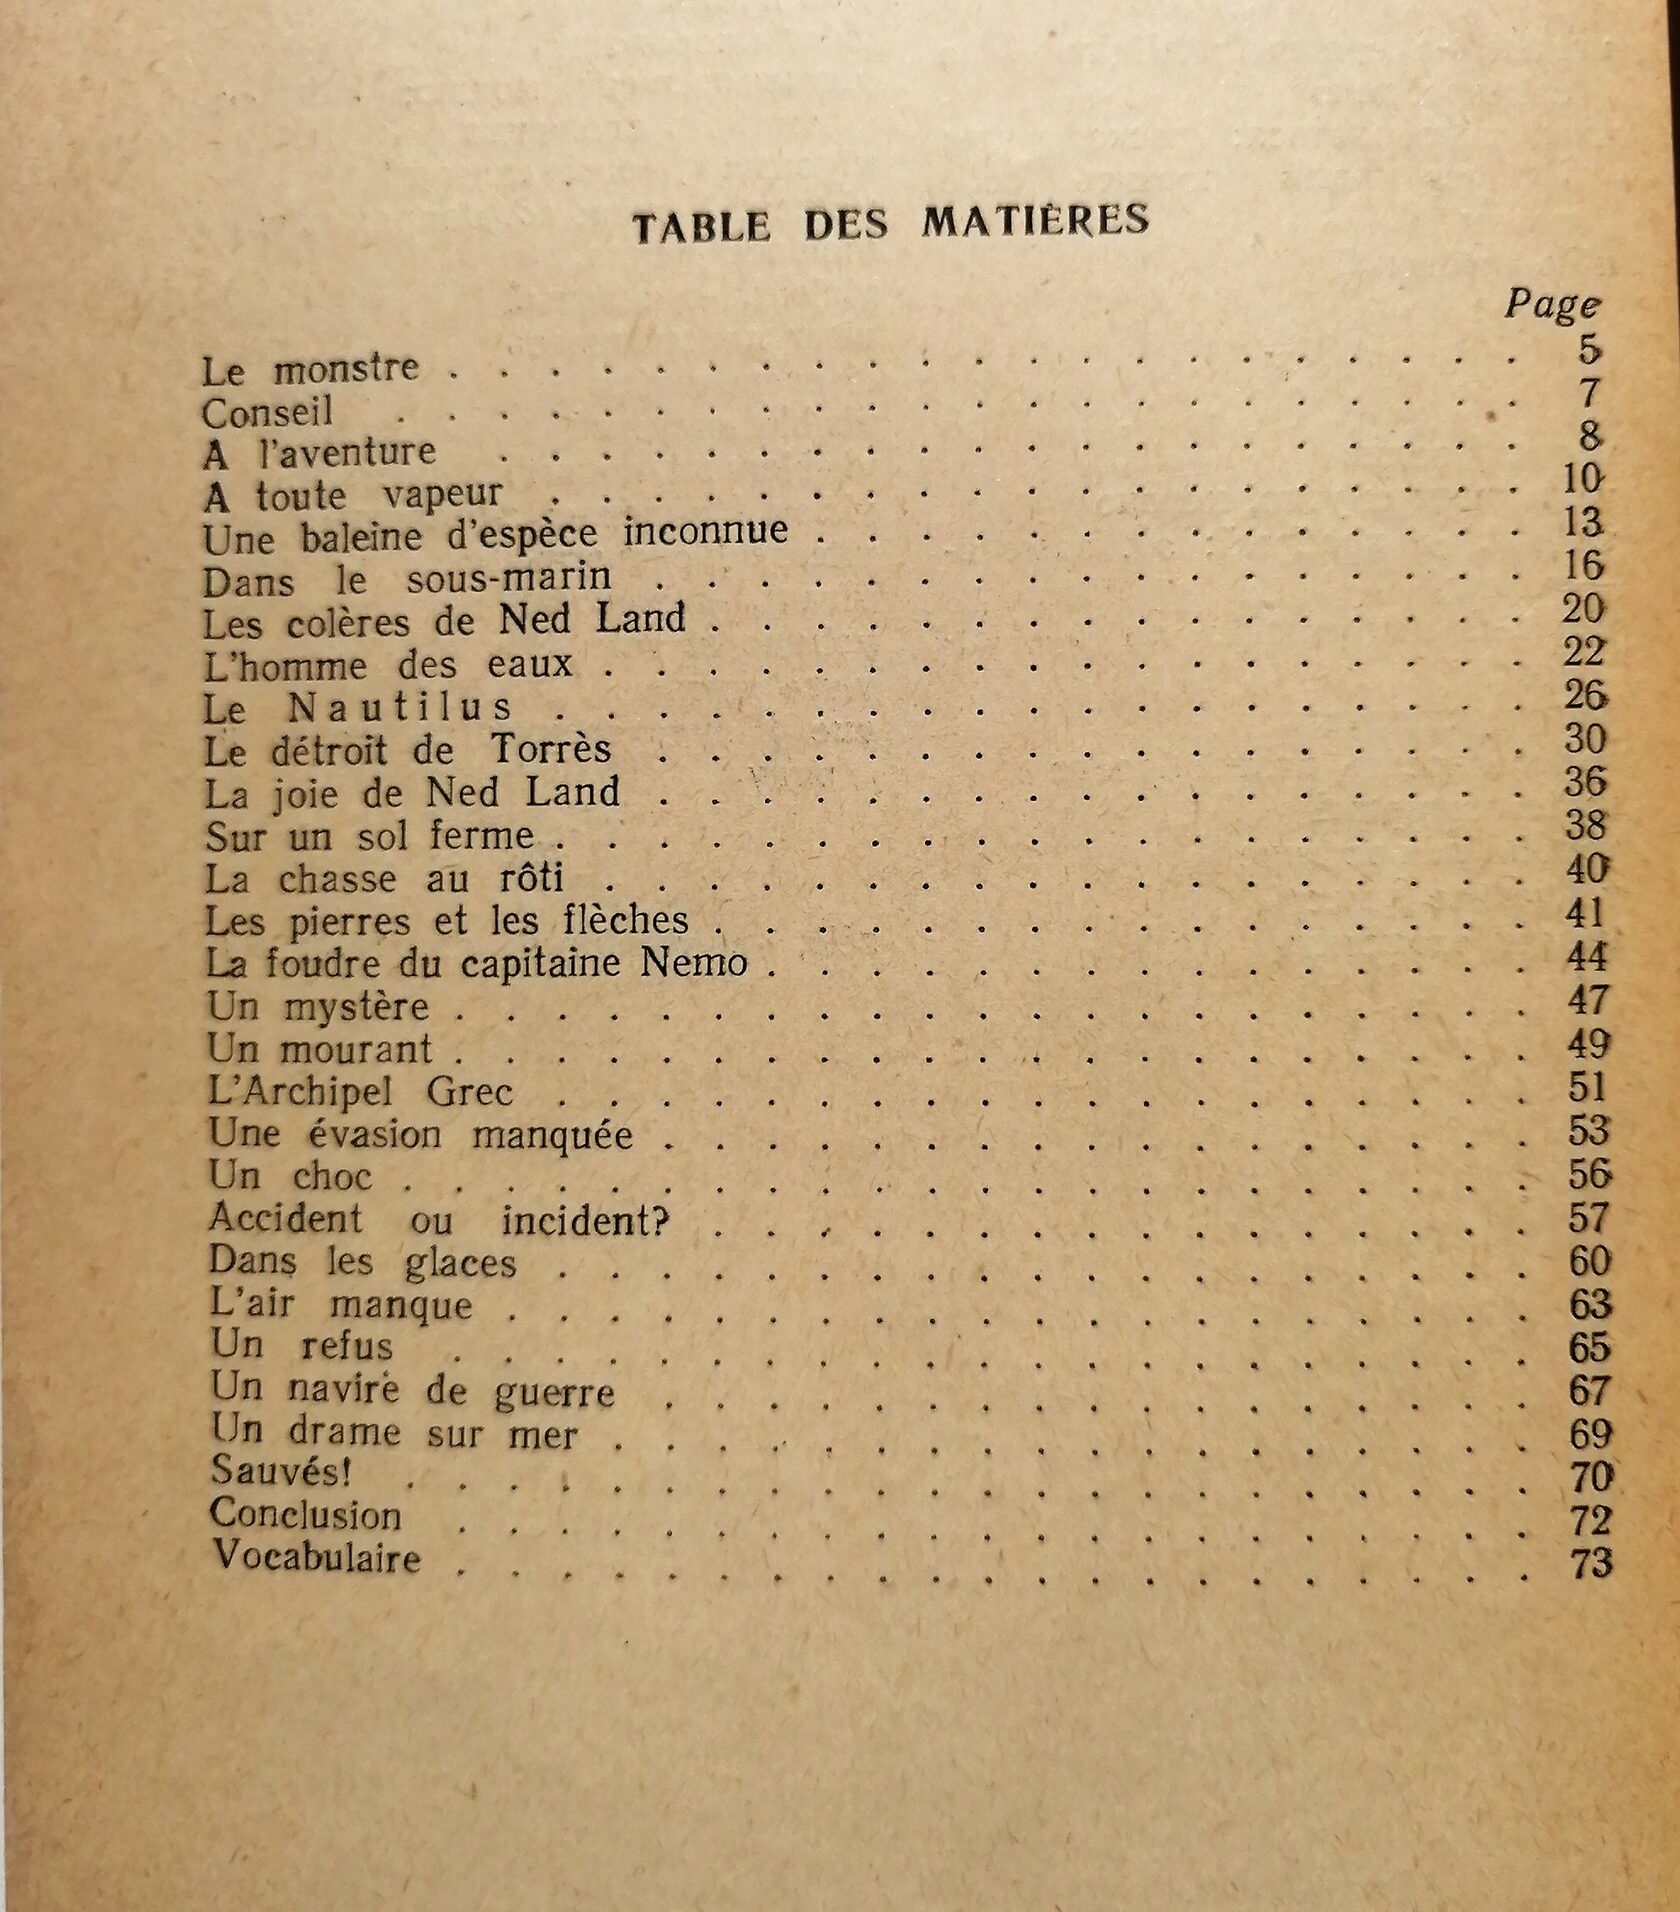 TABLE DES MATIÈRES
Page
Le monstre . . . . . . . . . . . . . . . . . . . . . 5
Conseil . . . . . . . . . . . . . . . . . . . . . . 7
A l'aventure . . . . . . . . . . . . . . . . . . . . 8
A toute vapeur . . . . . . . . . . . . . . . . . . . 10
Une baleine d'espèce inconnue . . . . . . . . . . . . . . 13
Dans le sous-marin . . . . . . . . . . . . . . . . . 16
Les colères de Ned Land . . . . . . . . . . . . . . . . 20
L'homme des eaux . . . . . . . . . . . . . . . . . . 22
Le Nautilus . . . . . . . . . . . . . . . . . . . 26
Le détroit de Torrès . . . . . . . . . . . . . . . . . 30
La joie de Ned Land . . . . . . . . . . . . . . . . . 36
Sur un sol ferme . . . . . . . . . . . . . . . . . . . 38
La chasse au rôti . . . . . . . . . . . . . . . . . . 40
Les pierres et les flèches . . . . . . . . . . . . . . . . 41
La foudre du capitaine Nemo . . . . . . . . . . . . . . . 44
Un mystère . . . . . . . . . . . . . . . . . . . . . 47
Un mourant . . . . . . . . . . . . . . . . . . . . . 49
L'Archipel Grec . . . . . . . . . . . . . . . . . . . 51
Une évasion manquée . . . . . . . . . . . . . . . . . 53
Un choc . . . . . . . . . . . . . . . . . . . . . . 56
Accident ou incident? . . . . . . . . . . . . . . . . 57
Dans les glaces . . . . . . . . . . . . . . . . . . . 60
L'air manque . . . . . . . . . . . . . . . . . . . . 63
Un refus . . . . . . . . . . . . . . . . . . . . . 65
Un navire de guerre . . . . . . . . . . . . . . . . . 67
Un drame sur mer . . . . . . . . . . . . . . . . . . 69
Sauvés! . . . . . . . . . . . . . . . . . . . . . . 70
Conclusion . . . . . . . . . . . . . . . . . . . . . 72
Vocabulaire . . . . . . . . . . . . . . . . . . . . . 73